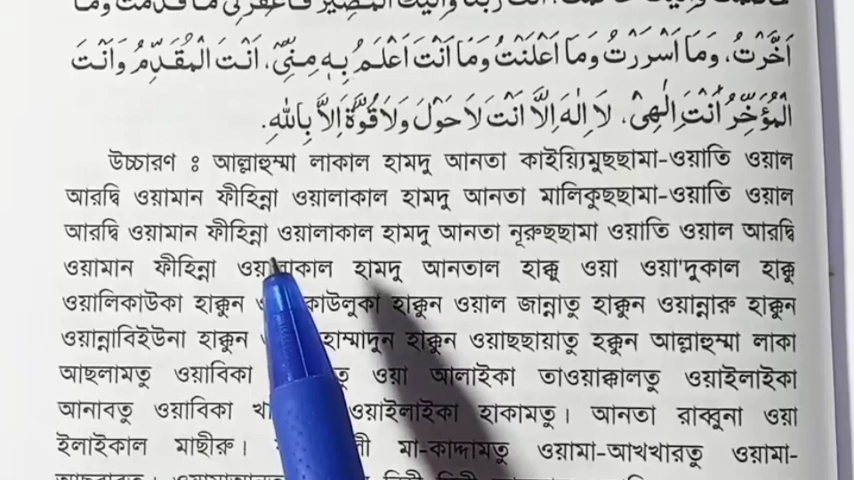 اَخَّرْتُ، وَمَا اَسْرَرْتُ وَمَا اَعْلَنْتُ وَمَا اَنْتَ اَعْلَمُ بِهٖ مِنِّىْ، اَنْتَ الْمُقَدِّمُ وَاَنْتَ
الْمُؤَخِّرُ اَنْتَ اِلٰهِىْ، لَا اِلٰهَ اِلَّا اَنْتَ لَا حَوْلَ وَلَا قُوَّةَ اِلَّا بِاللهِ.
উচ্চারণ ঃ আল্লাহুম্মা লাকাল হামদু আনতা কাইয়্যিমুছছামা-ওয়াতি ওয়াল
আরদ্বি ওয়ামান ফীহিন্না ওয়ালাকাল হামদু আনতা মালিকুছছামা-ওয়াতি ওয়াল
আরদ্বি ওয়ামান ফীহিন্না ওয়ালাকাল হামদু আনতা নূরুছছামা ওয়াতি ওয়াল আরদ্বি
ওয়ামান ফীহিন্না ওয়ালাকাল হামদু আনতাল হাক্কু ওয়া ওয়া'দুকাল হাক্কু
ওয়ালিকাউকা হাক্কুন কাউলুকা হাক্কুন ওয়াল জান্নাতু হাক্কুন ওয়ান্নারু হাক্কুন
ওয়ান্নাবিইউনা হাক্কুন হাম্মাদুন হাক্কুন ওয়াছছায়াতু হক্কুন আল্লাহুম্মা লাকা
আছলামতু ওয়াবিকা তু ওয়া আলাইকা তাওয়াক্কালতু ওয়াইলাইকা
আনাবতু ওয়াবিকা খা ওয়াইলাইকা হাকামতু। আনতা রাব্বুনা ওয়া
ইলাইকাল মাছীরু। লী মা-কাদ্দামতু ওয়ামা-আখখারতু ওয়ামা-